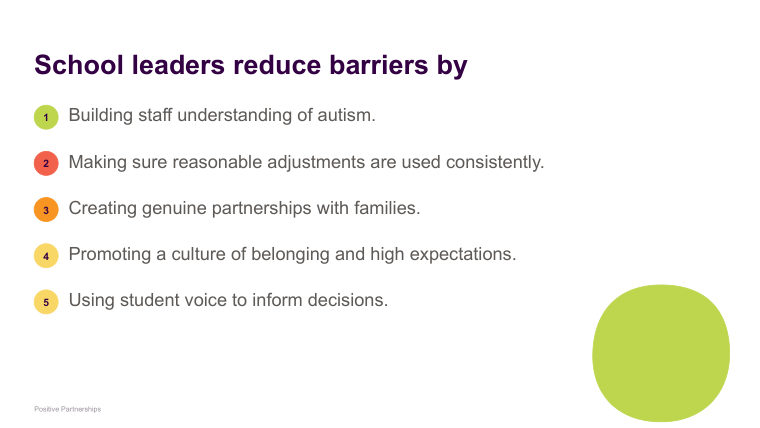 School leaders reduce barriers by
1 Building staff understanding of autism.
2 Making sure reasonable adjustments are used consistently.
3 Creating genuine partnerships with families.
4 Promoting a culture of belonging and high expectations.
5 Using student voice to inform decisions.
Positive Partnerships